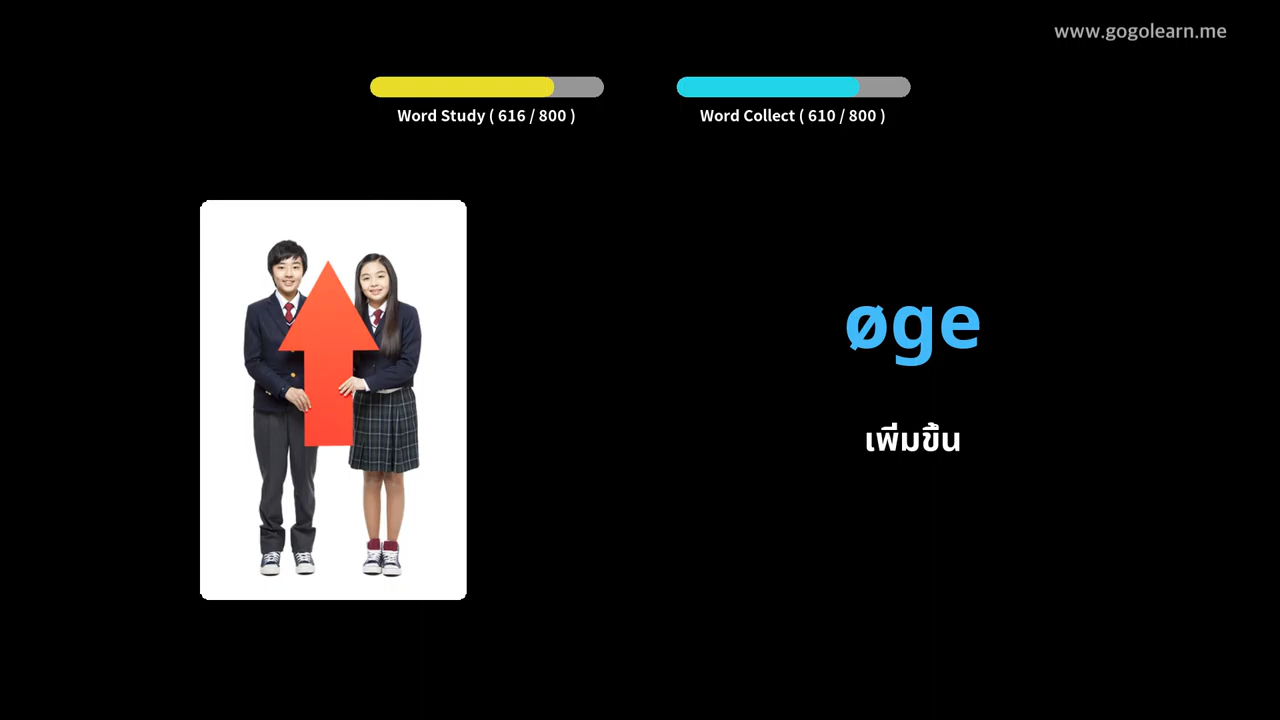 www.gogolearn.me
Word Study ( 616 / 800 )
Word Collect ( 610 / 800 )
øge
เพิ่มขึ้น